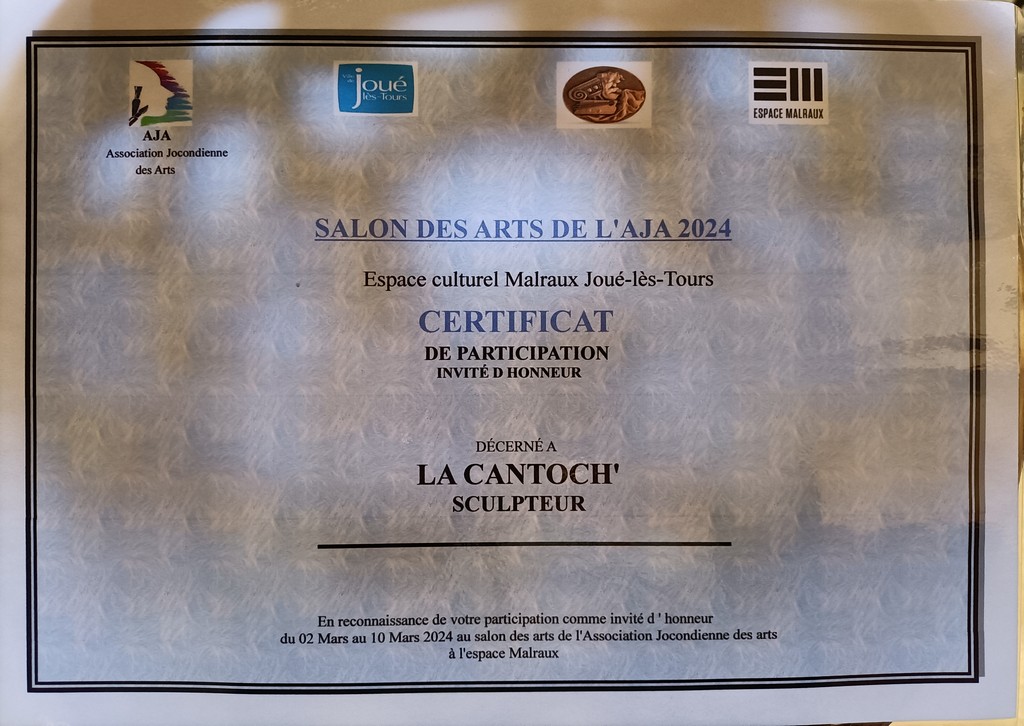 AJA
Association Jocondienne
des Arts
Ville de
Joué
lès-Tours
ESPACE MALRAUX
SALON DES ARTS DE L'AJA 2024
Espace culturel Malraux Joué-lès-Tours
CERTIFICAT
DE PARTICIPATION
INVITÉ D HONNEUR
DÉCERNÉ A
LA CANTOCH'
SCULPTEUR
En reconnaissance de votre participation comme invité d ' honneur
du 02 Mars au 10 Mars 2024 au salon des arts de l'Association Jocondienne des arts
à l'espace Malraux